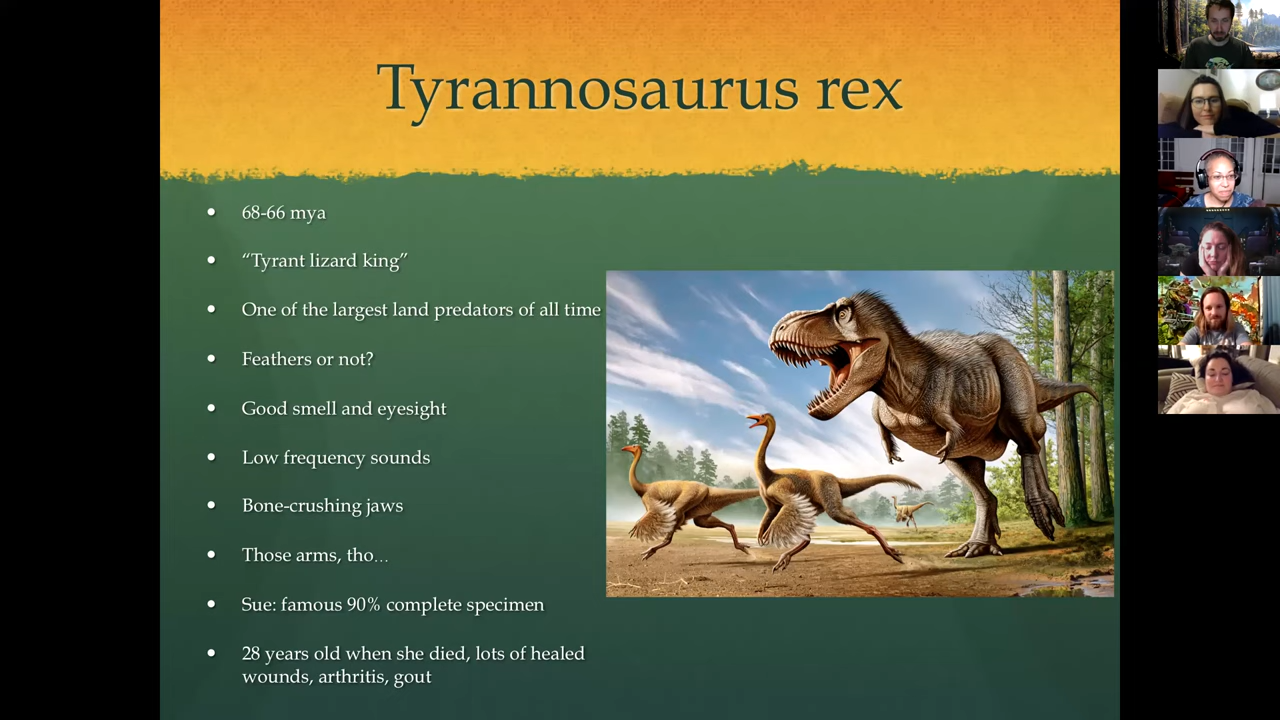 Tyrannosaurus rex
• 68-66 mya
• “Tyrant lizard king”
• One of the largest land predators of all time
• Feathers or not?
• Good smell and eyesight
• Low frequency sounds
• Bone-crushing jaws
• Those arms, tho…
• Sue: famous 90% complete specimen
• 28 years old when she died, lots of healed
wounds, arthritis, gout